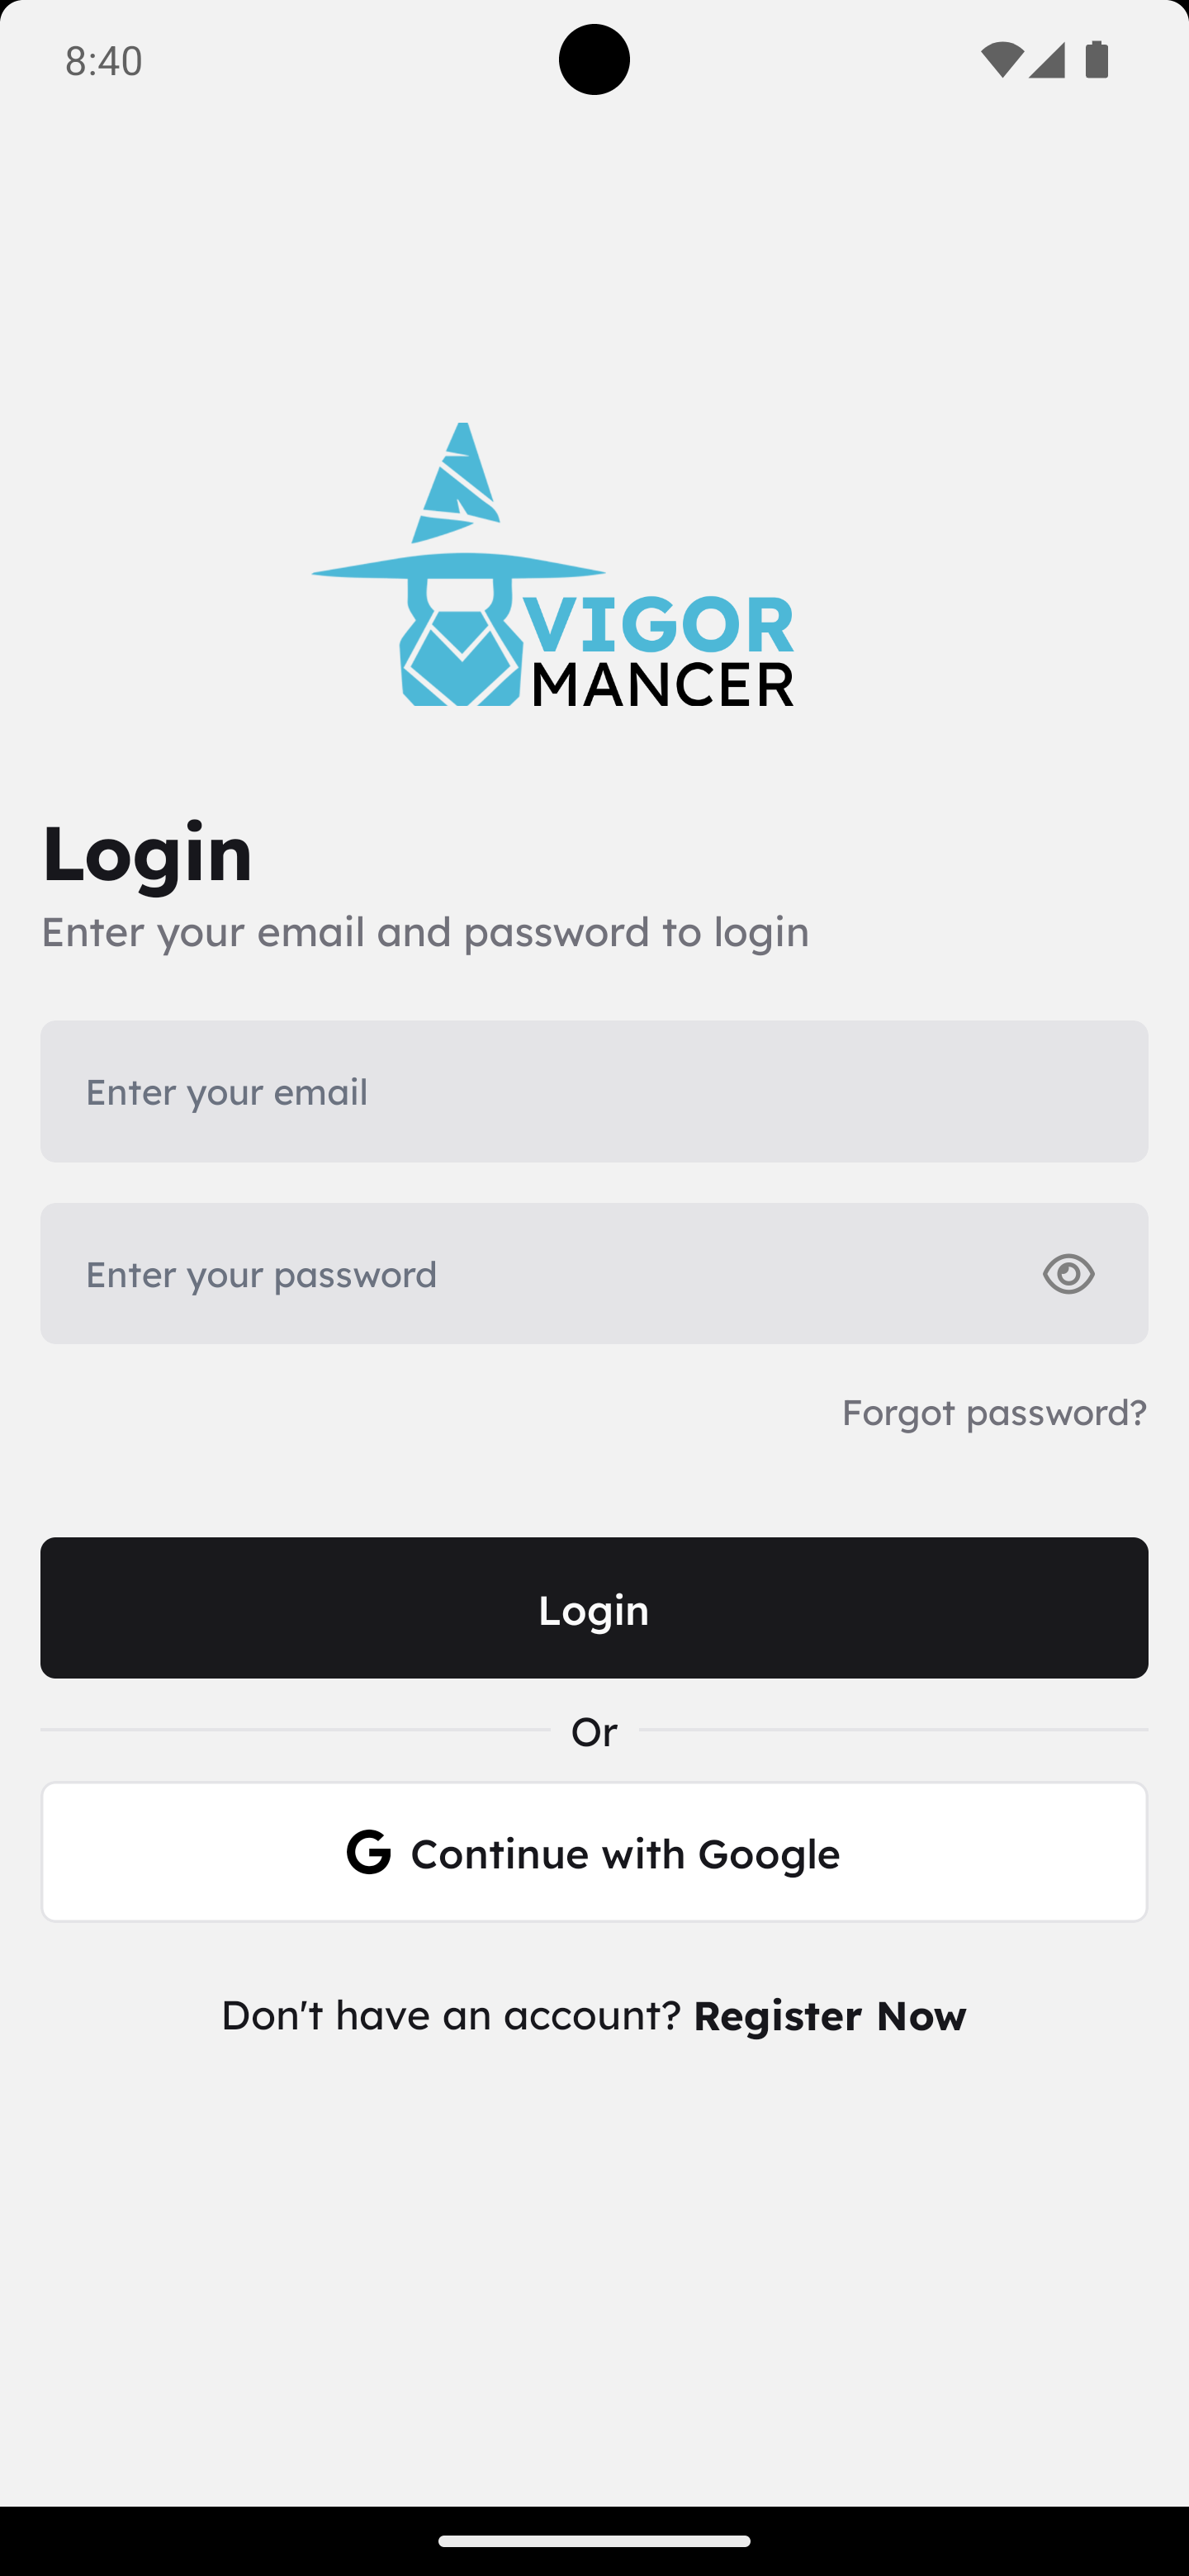 8:40
VIGOR
MANCER
Login
Enter your email and password to login
Enter your email
Enter your password
Forgot password?
Login
Or
Continue with Google
Don't have an account? Register Now